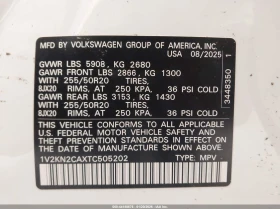 MFD BY VOLKSWAGEN GROUP OF AMERICA, INC.
USA 08/2025
GVWR LBS 5908, KG 2680
GAWR FRONT LBS 2866, KG 1300
WITH 255/50R20 TIRES,
8JX20 RIMS, AT 250 KPA, 36 PSI COLD
GAWR REAR LBS 3153, KG 1430
WITH 255/50R20 TIRES,
8JX20 RIMS, AT 250 KPA, 36 PSI COLD
THIS VEHICLE CONFORMS TO ALL APPLICABLE
U.S. FEDERAL MOTOR VEHICLE SAFETY AND
THEFT PREVENTION STANDARDS IN EFFECT ON THE
DATE OF MANUFACTURE SHOWN ABOVE.
1V2KN2CAXTC505202 TYPE: MPV
3448350 1